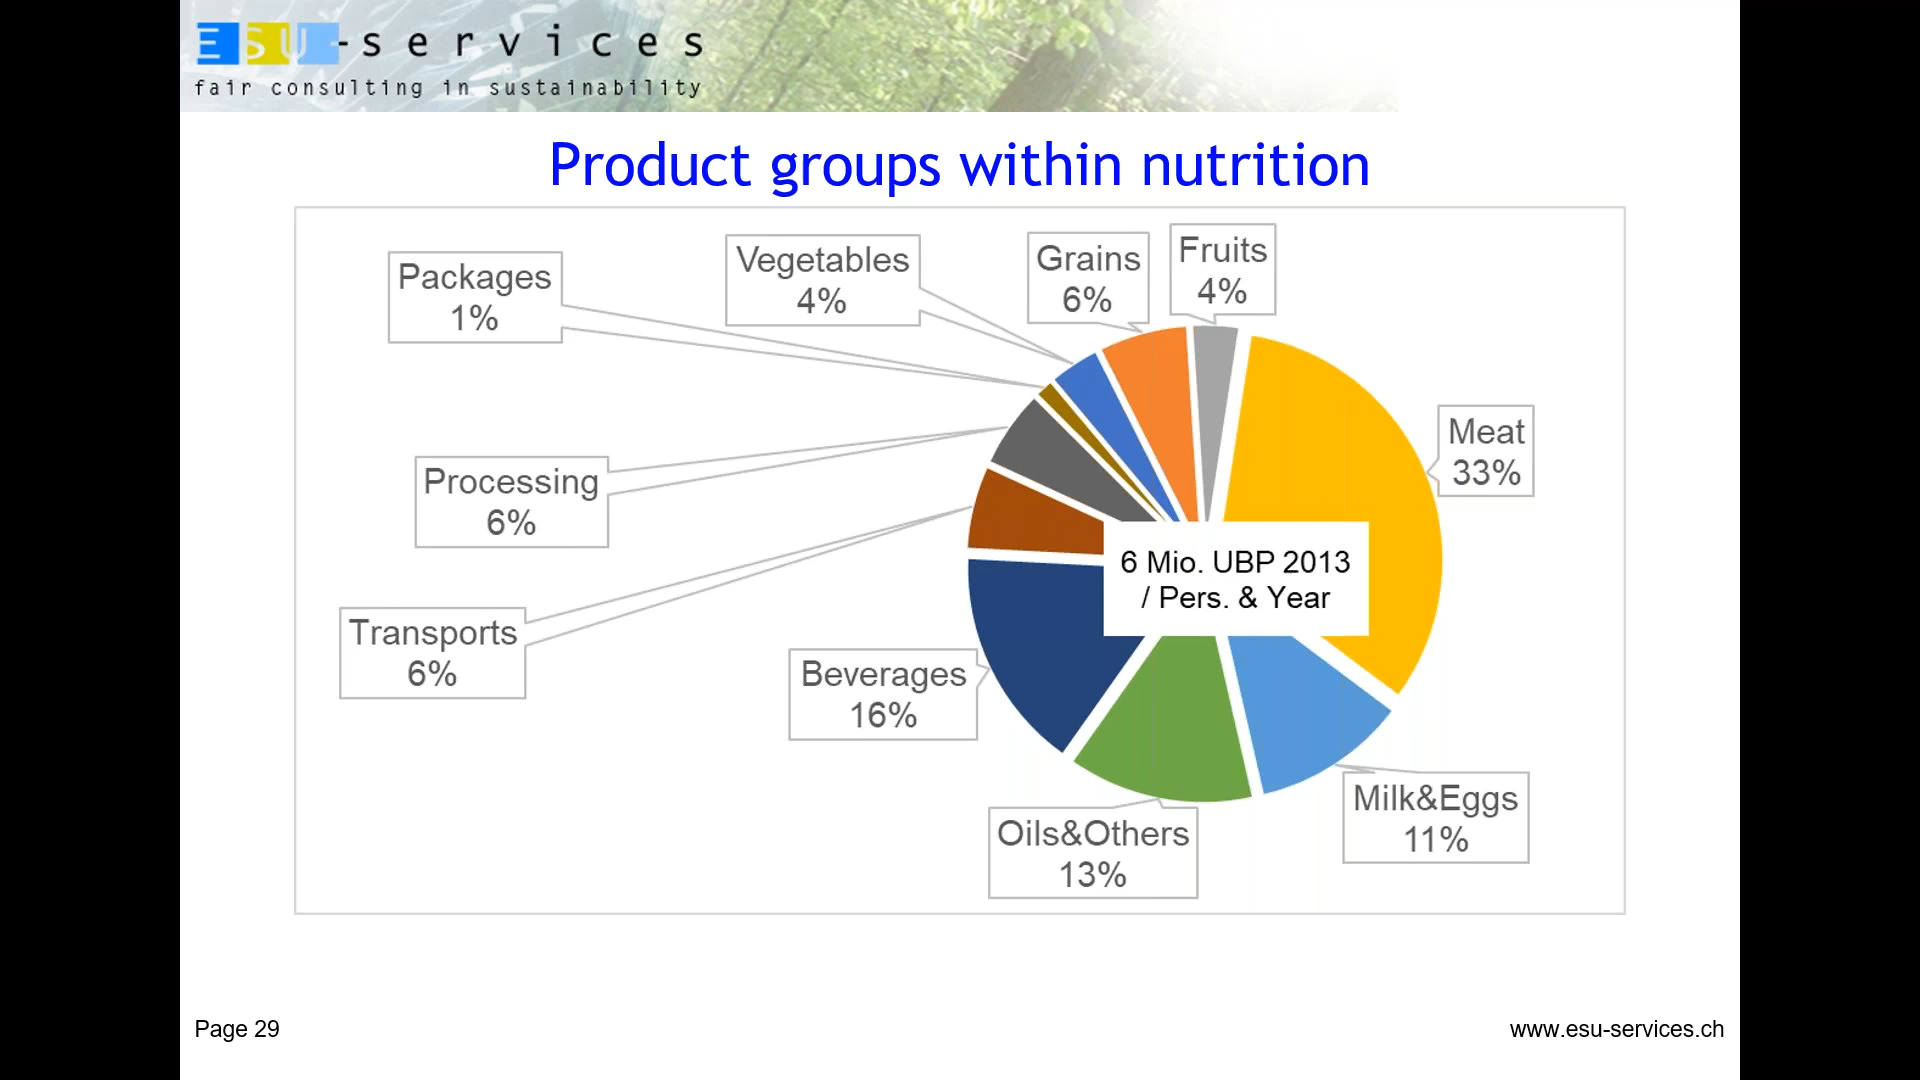 ESU-services
fair consulting in sustainability
Product groups within nutrition
Packages
1%
Vegetables
4%
Grains
6%
Fruits
4%
Meat
33%
Processing
6%
6 Mio. UBP 2013
/ Pers. & Year
Transports
6%
Beverages
16%
Milk&Eggs
11%
Oils&Others
13%
Page 29
www.esu-services.ch